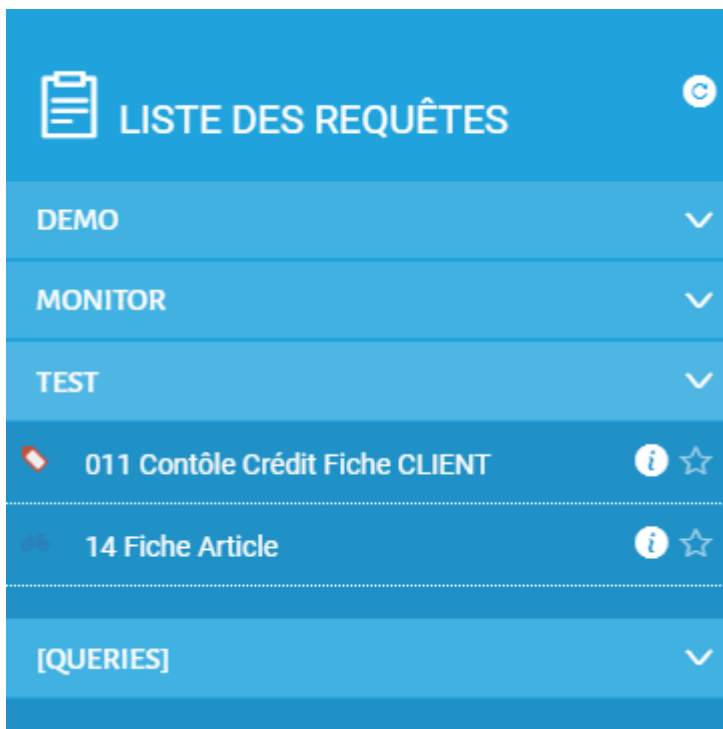 LISTE DES REQUÊTES
DEMO
MONITOR
TEST
011 Contôle Crédit Fiche CLIENT
14 Fiche Article
[QUERIES]